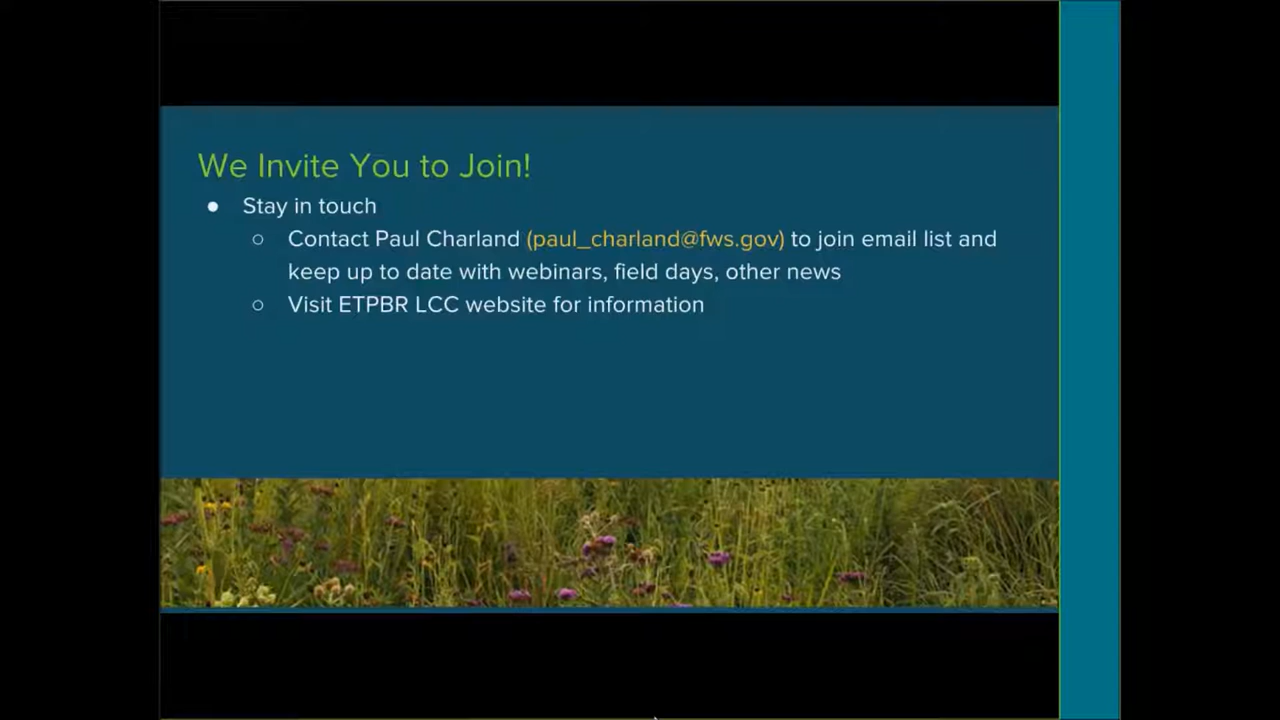 We Invite You to Join!
● Stay in touch
○ Contact Paul Charland (paul_charland@fws.gov) to join email list and
keep up to date with webinars, field days, other news
○ Visit ETPBR LCC website for information